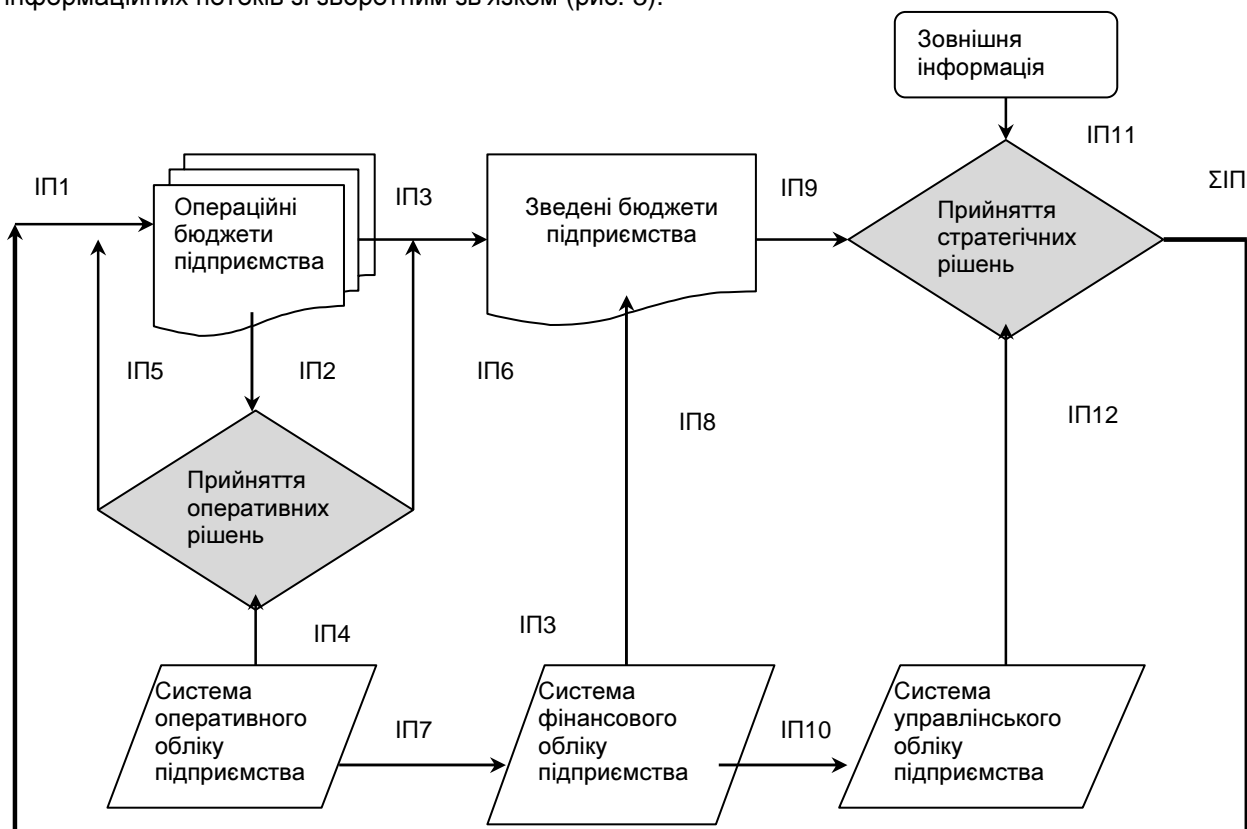 інформаційних потоків зі зворотним зв'язком (рис. 8).
Зовнішня
інформація
ІП11
ІП1
Операційні
бюджети
підприємства
ІП3
Зведені бюджети
підприємства
ІП9
Прийняття
стратегічних
рішень
ΣІП
ІП5
ІП2
ІП6
ІП8
ІП12
Прийняття
оперативних
рішень
ІП4
ІП3
Система
оперативного
обліку
підприємства
ІП7
Система
фінансового
обліку
підприємства
ІП10
Система
управлінського
обліку
підприємства